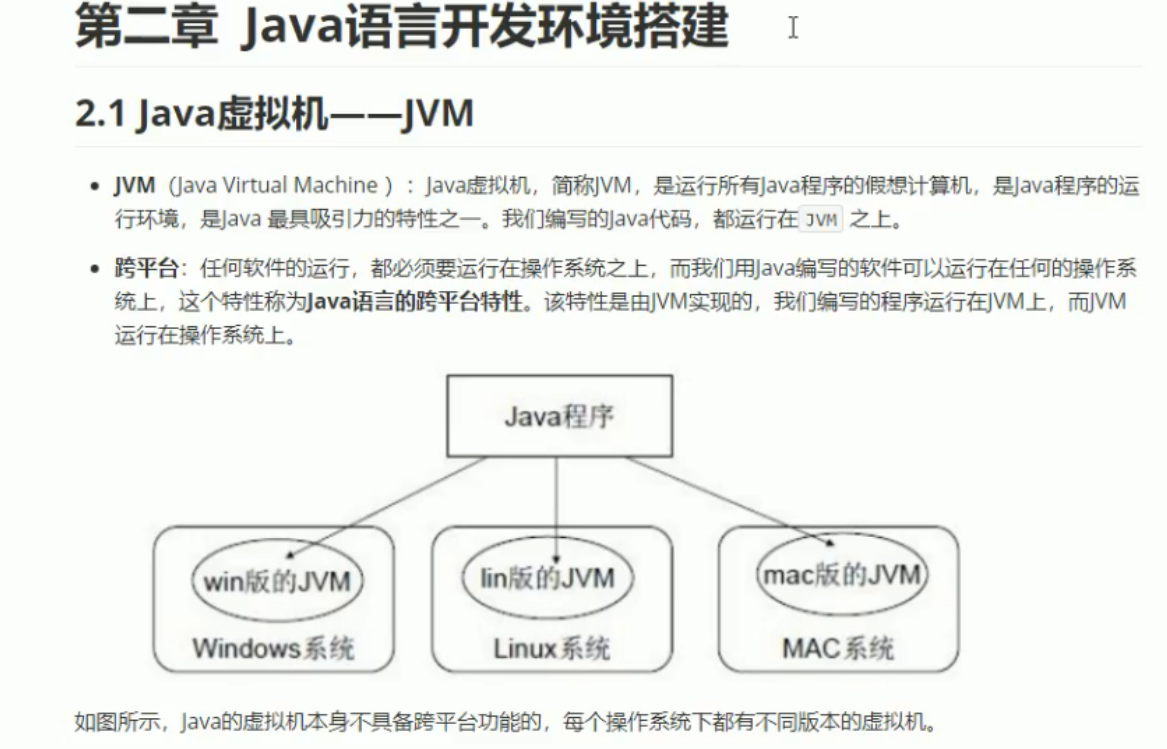 第二章 Java语言开发环境搭建
2.1 Java虚拟机——JVM
• JVM（Java Virtual Machine ）：Java虚拟机，简称JVM，是运行所有Java程序的假想计算机，是Java程序的运
行环境，是Java 最具吸引力的特性之一。我们编写的Java代码，都运行在 JVM 之上。
• 跨平台：任何软件的运行，都必须要运行在操作系统之上，而我们用Java编写的软件可以运行在任何的操作系
统上，这个特性称为Java语言的跨平台特性。该特性是由JVM实现的，我们编写的程序运行在JVM上，而JVM
运行在操作系统上。
Java程序
win版的JVM
Windows系统
lin版的JVM
Linux系统
mac版的JVM
MAC系统
如图所示，Java的虚拟机本身不具备跨平台功能的，每个操作系统下都有不同版本的虚拟机。